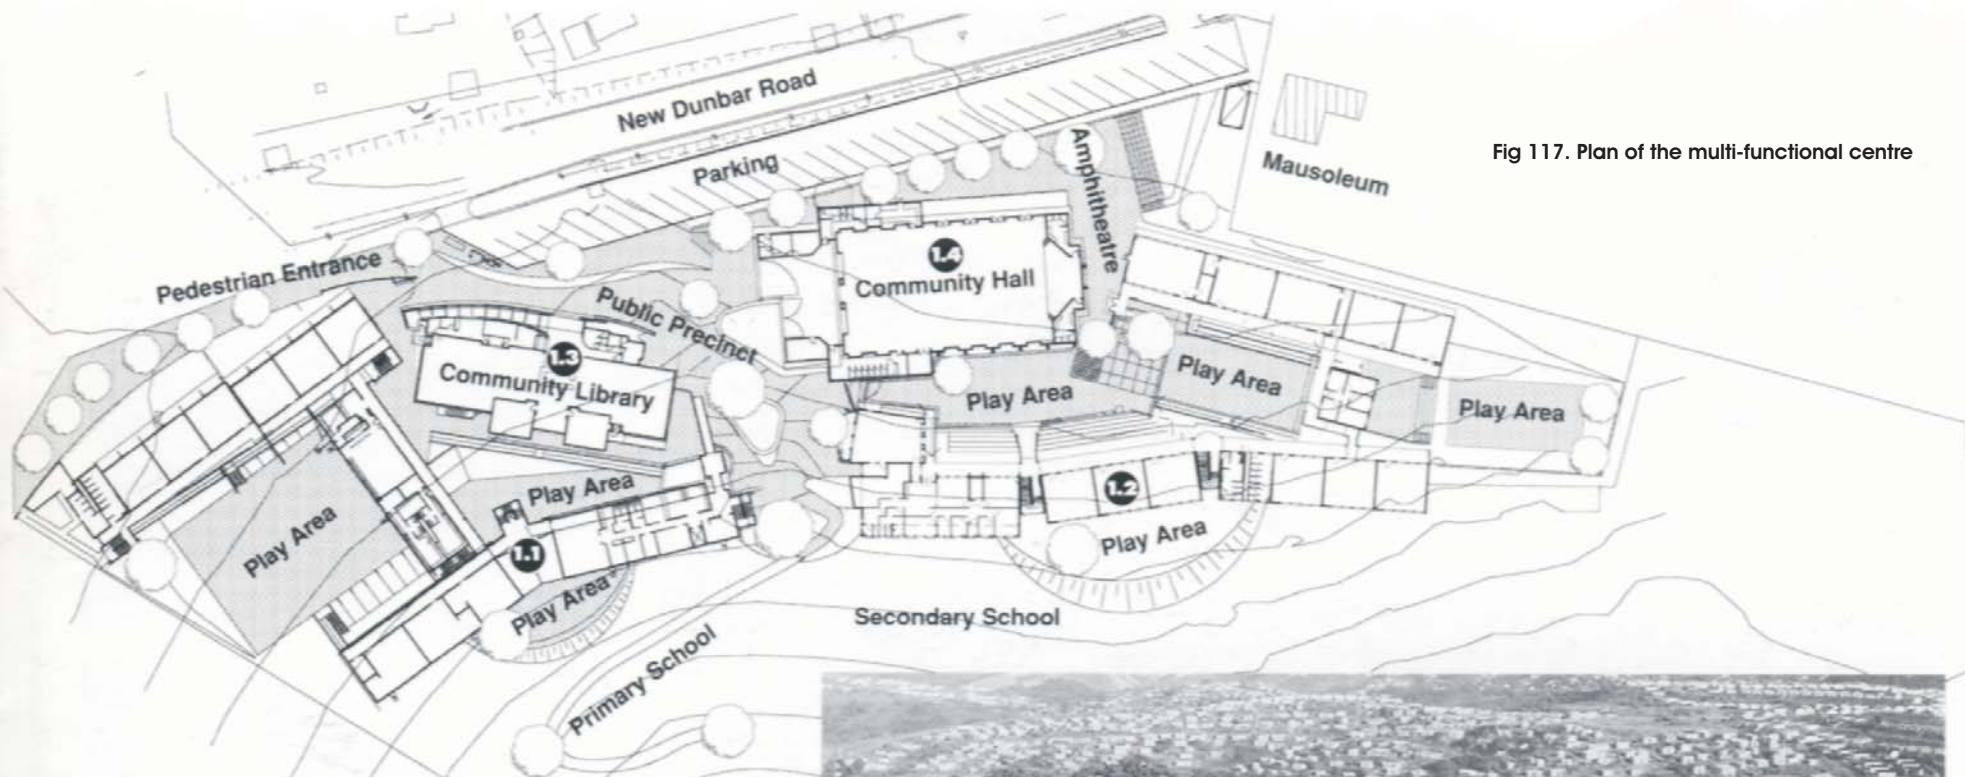 New Dunbar Road
Parking
Amphitheatre
Mausoleum
Fig 117. Plan of the multi-functional centre
Pedestrian Entrance
Public Precinct
1.4
Community Hall
1.3
Community Library
Play Area
Play Area
Play Area
Play Area
Play Area
1.2
Play Area
1.1
Play Area
Secondary School
Primary School